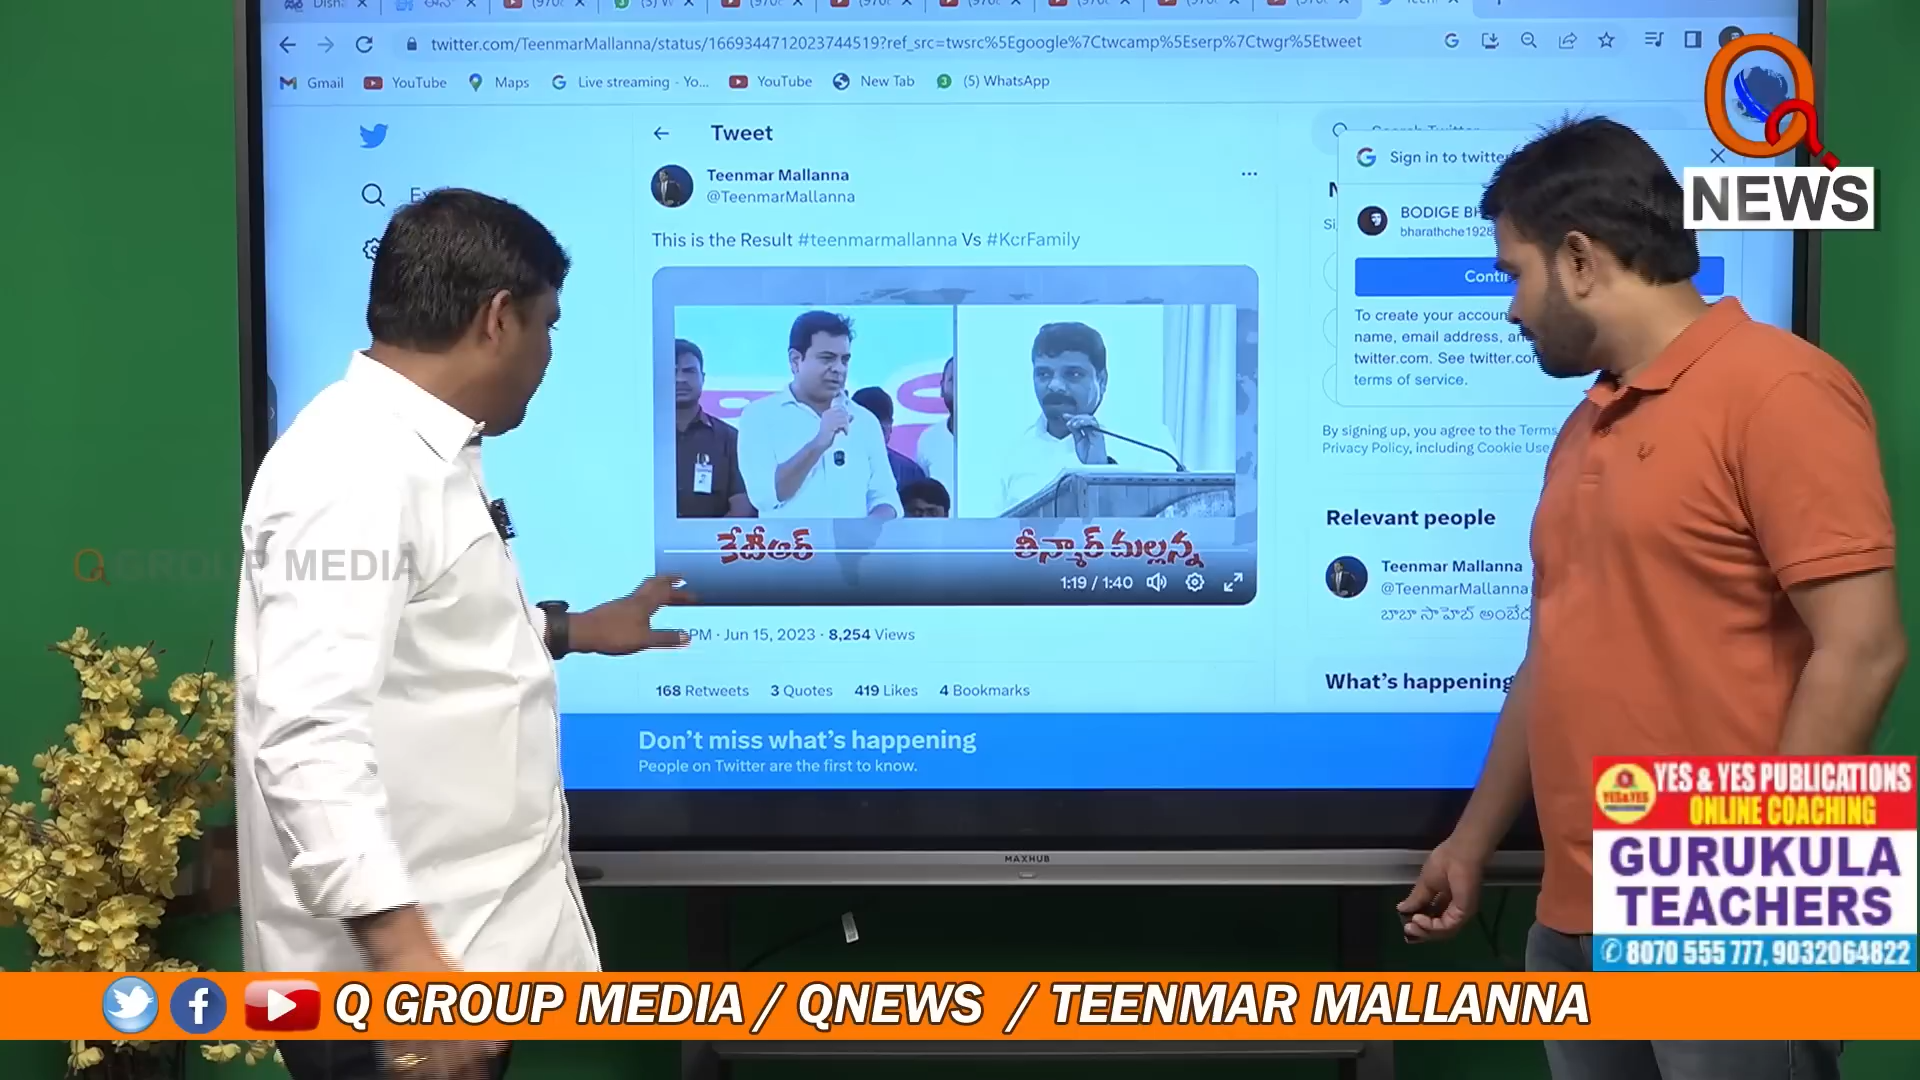 twitter.com/TeenmarMallanna/status/1669344712023744519?ref_src=twsrc%5Egoogle%7Ctwcamp%5Eserp%7Ctwgr%5Etweet
Gmail YouTube Maps Live streaming - Yo... YouTube New Tab (5) WhatsApp
Tweet
Teenmar Mallanna
@TeenmarMallanna
This is the Result #teenmarmallanna Vs #KcrFamily
కేటీఆర్ తీన్మార్ మల్లన్న
1:19 / 1:40
PM · Jun 15, 2023 · 8,254 Views
168 Retweets 3 Quotes 419 Likes 4 Bookmarks
Don't miss what's happening
People on Twitter are the first to know.
Search Twitter
Sign in to twitter
BODIGE
bharathche1928
To create your
name, email address,
twitter.com. See
terms of service.
By signing up, you agree to the Terms
Privacy Policy, including Cookie Use
Relevant people
Teenmar Mallanna
@TeenmarMallanna
బాబా సాహెబ్
What's happening
MAXHUB
Q GROUP MEDIA
Q
NEWS
YES & YES PUBLICATIONS
ONLINE COACHING
GURUKULA
TEACHERS
8070 555 777, 9032064822
Q GROUP MEDIA / QNEWS / TEENMAR MALLANNA